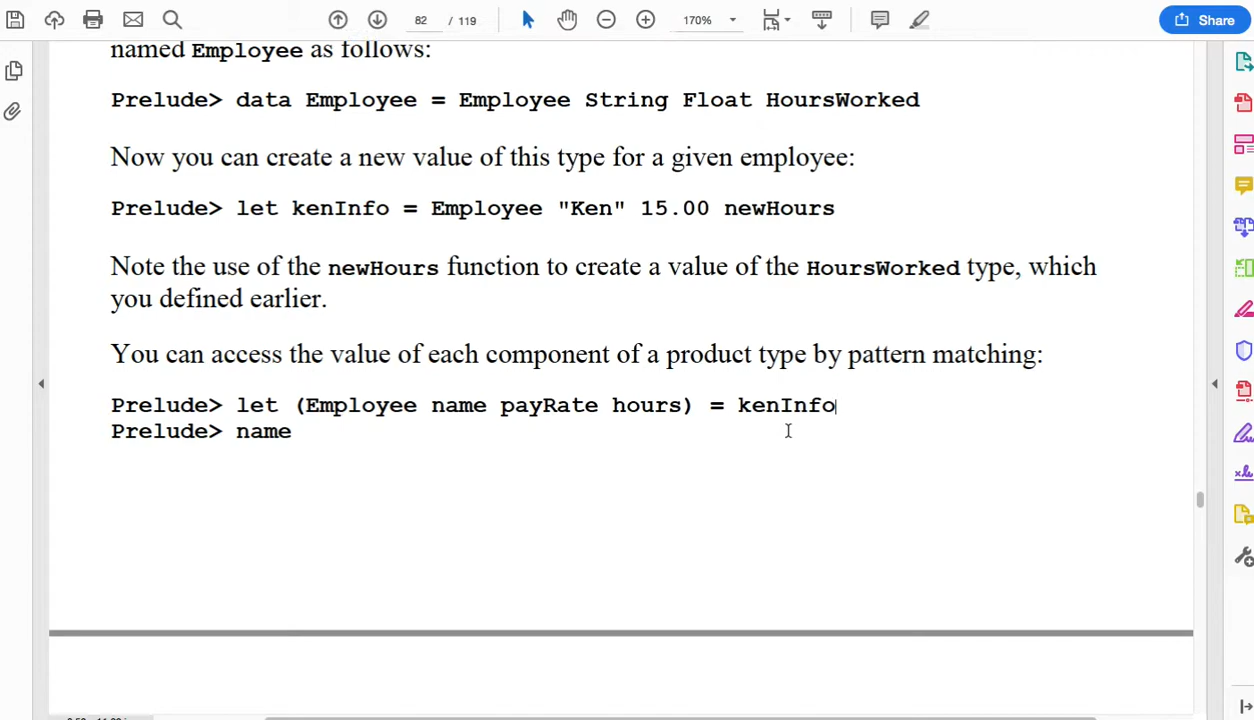 82 / 119
170%
Share
named Employee as follows:
Prelude> data Employee = Employee String Float HoursWorked
Now you can create a new value of this type for a given employee:
Prelude> let kenInfo = Employee "Ken" 15.00 newHours
Note the use of the newHours function to create a value of the HoursWorked type, which
you defined earlier.
You can access the value of each component of a product type by pattern matching:
Prelude> let (Employee name payRate hours) = kenInfo
Prelude> name